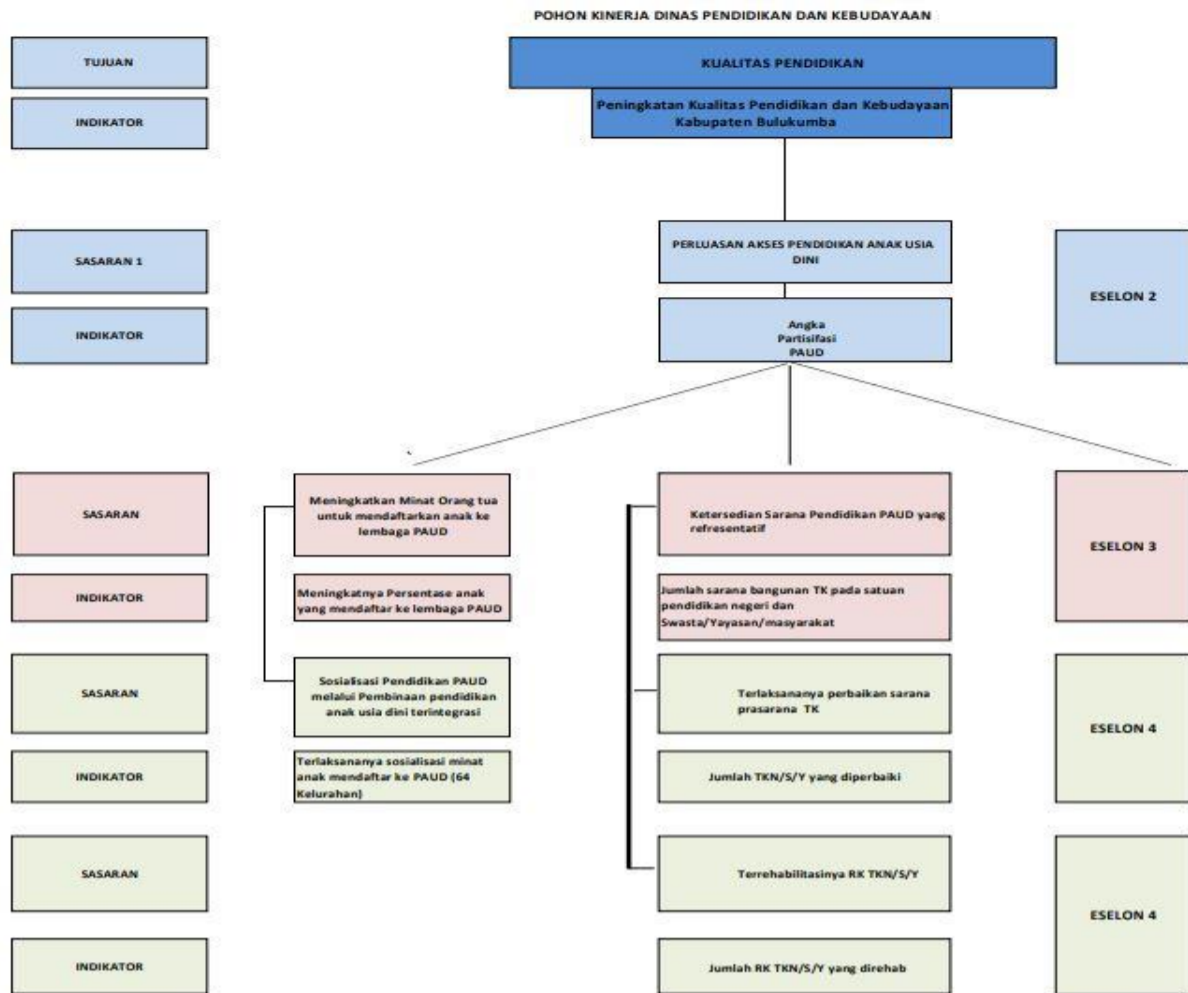 POHON KINERJA DINAS PENDIDIKAN DAN KEBUDAYAAN
TUJUAN
KUALITAS PENDIDIKAN
INDIKATOR
Peningkatan Kualitas Pendidikan dan Kebudayaan
Kabupaten Bulukumba
SASARAN 1
PERLUASAN AKSES PENDIDIKAN ANAK USIA
DINI
ESELON 2
INDIKATOR
Angka
Partisifasi
PAUD
SASARAN
Meningkatkan Minat Orang tua
untuk mendaftarkan anak ke
lembaga PAUD
Ketersedian Sarana Pendidikan PAUD yang
refresentatif
ESELON 3
INDIKATOR
Meningkatnya Persentase anak
yang mendaftar ke lembaga PAUD
Jumlah sarana bangunan TK pada satuan
pendidikan negeri dan
Swasta/Yayasan/masyarakat
SASARAN
Sosialisasi Pendidikan PAUD
melalui Pembinaan pendidikan
anak usia dini terintegrasi
Terlaksananya perbaikan sarana
prasarana TK
ESELON 4
INDIKATOR
Terlaksananya sosialisasi minat
anak mendaftar ke PAUD (64
Kelurahan)
Jumlah TKN/S/Y yang diperbaiki
SASARAN
Terrehabilitasinya RK TKN/S/Y
ESELON 4
INDIKATOR
Jumlah RK TKN/S/Y yang direhab